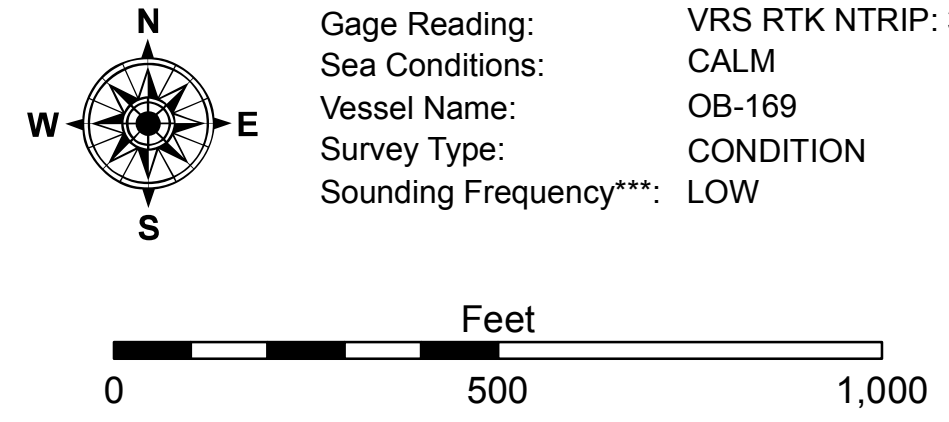 N
W E
S
Gage Reading: VRS RTK NTRIP:
Sea Conditions: CALM
Vessel Name: OB-169
Survey Type: CONDITION
Sounding Frequency***: LOW
Feet
0 500 1,000